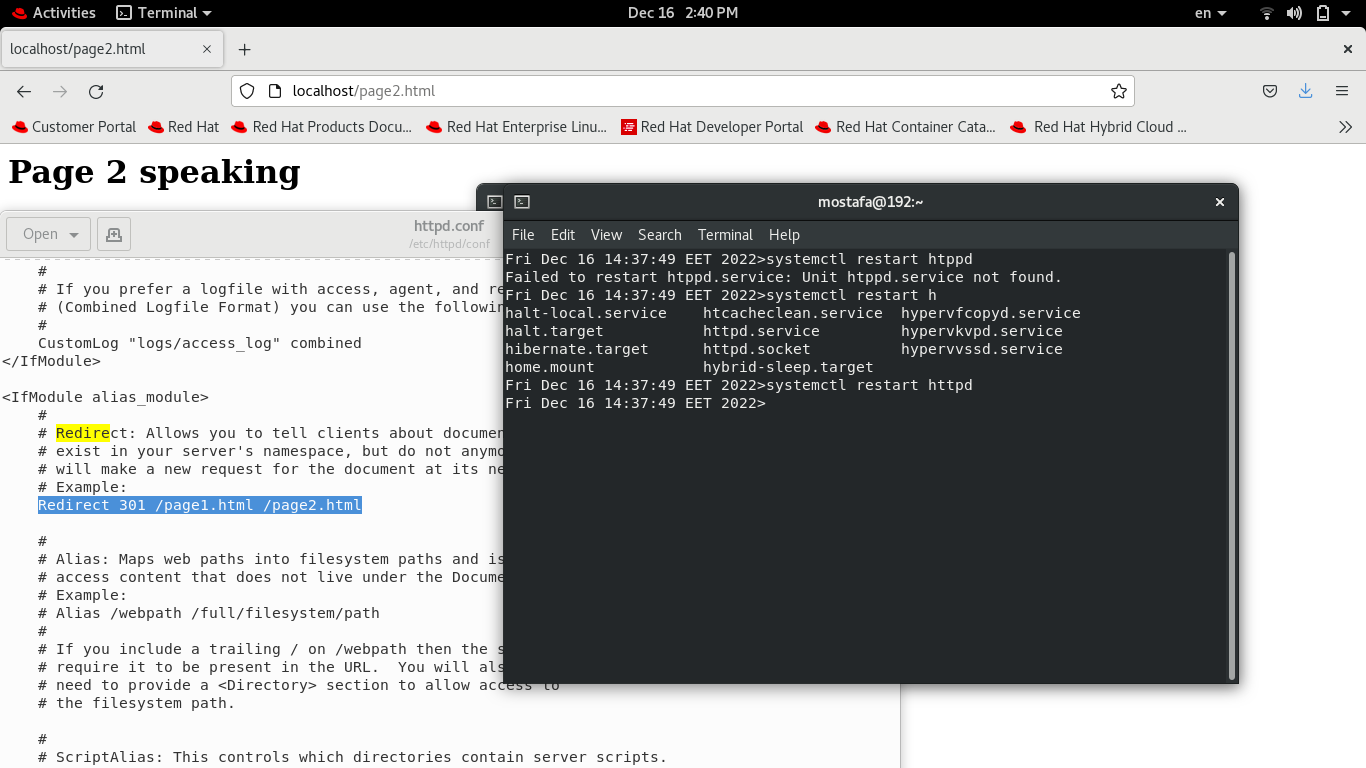 Activities Terminal Dec 16 2:40 PM en
localhost/page2.html
localhost/page2.html
Customer Portal Red Hat Red Hat Products Docu... Red Hat Enterprise Linu... Red Hat Developer Portal Red Hat Container Cata... Red Hat Hybrid Cloud ...
Page 2 speaking
Open
httpd.conf
/etc/httpd/conf
#
# If you prefer a logfile with access, agent, and re
# (Combined Logfile Format) you can use the followin
#
CustomLog "logs/access_log" combined
</IfModule>
<IfModule alias_module>
#
# Redirect: Allows you to tell clients about documen
# exist in your server's namespace, but do not anymo
# will make a new request for the document at its ne
# Example:
Redirect 301 /page1.html /page2.html
#
# Alias: Maps web paths into filesystem paths and is
# access content that does not live under the Docume
# Example:
# Alias /webpath /full/filesystem/path
#
# If you include a trailing / on /webpath then the s
# require it to be present in the URL.  You will als
# need to provide a <Directory> section to allow access to
# the filesystem path.
#
# ScriptAlias: This controls which directories contain server scripts.
mostafa@192:~
File Edit View Search Terminal Help
Fri Dec 16 14:37:49 EET 2022>systemctl restart htppd
Failed to restart htppd.service: Unit htppd.service not found.
Fri Dec 16 14:37:49 EET 2022>systemctl restart h
halt-local.service htcacheclean.service hypervfcopyd.service
halt.target httpd.service hypervkvpd.service
hibernate.target httpd.socket hypervvssd.service
home.mount hybrid-sleep.target
Fri Dec 16 14:37:49 EET 2022>systemctl restart httpd
Fri Dec 16 14:37:49 EET 2022>